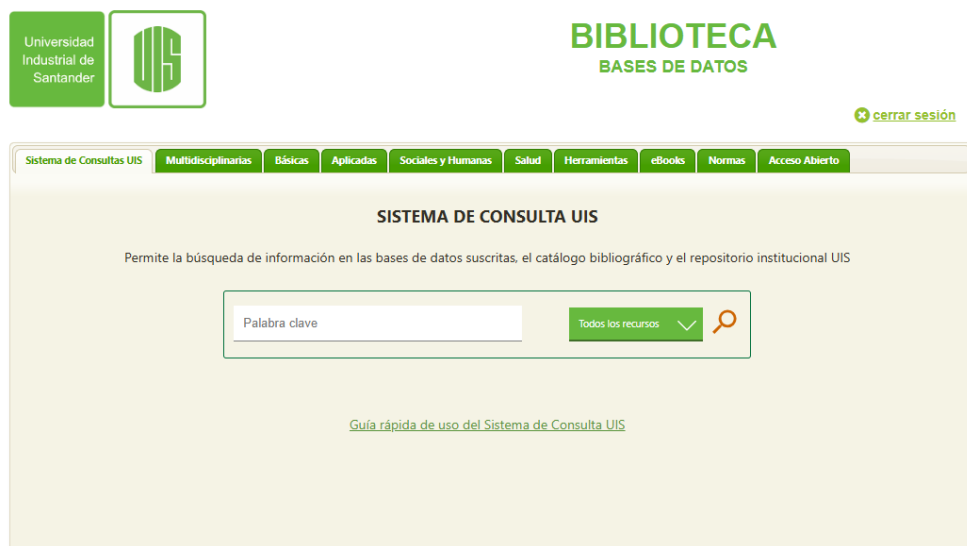 Universidad
Industrial de
Santander
UIS
BIBLIOTECA
BASES DE DATOS
cerrar sesión
Sistema de Consultas UIS Multidisciplinarias Básicas Aplicadas Sociales y Humanas Salud Herramientas eBooks Normas Acceso Abierto
SISTEMA DE CONSULTA UIS
Permite la búsqueda de información en las bases de datos suscritas, el catálogo bibliográfico y el repositorio institucional UIS
Palabra clave Todos los recursos
Guía rápida de uso del Sistema de Consulta UIS